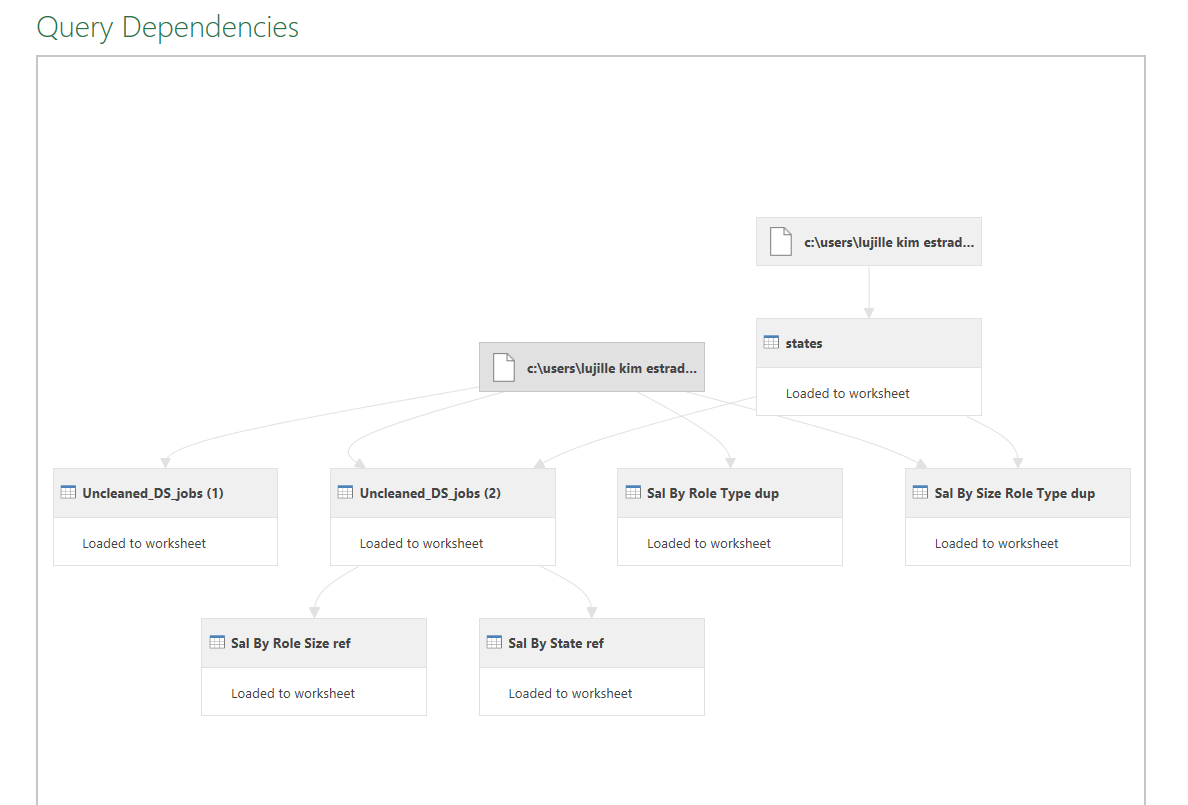 Query Dependencies
c:\users\lujille kim estrad...
states
Loaded to worksheet
c:\users\lujille kim estrad...
Uncleaned_DS_jobs (1)
Loaded to worksheet
Uncleaned_DS_jobs (2)
Loaded to worksheet
Sal By Role Type dup
Loaded to worksheet
Sal By Size Role Type dup
Loaded to worksheet
Sal By Role Size ref
Loaded to worksheet
Sal By State ref
Loaded to worksheet